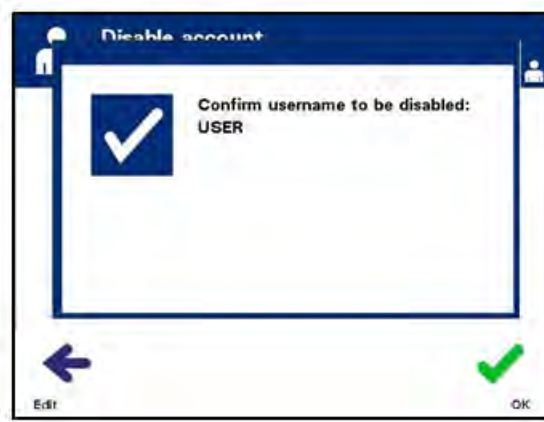 Disable account
Confirm username to be disabled:
USER
Edit
OK